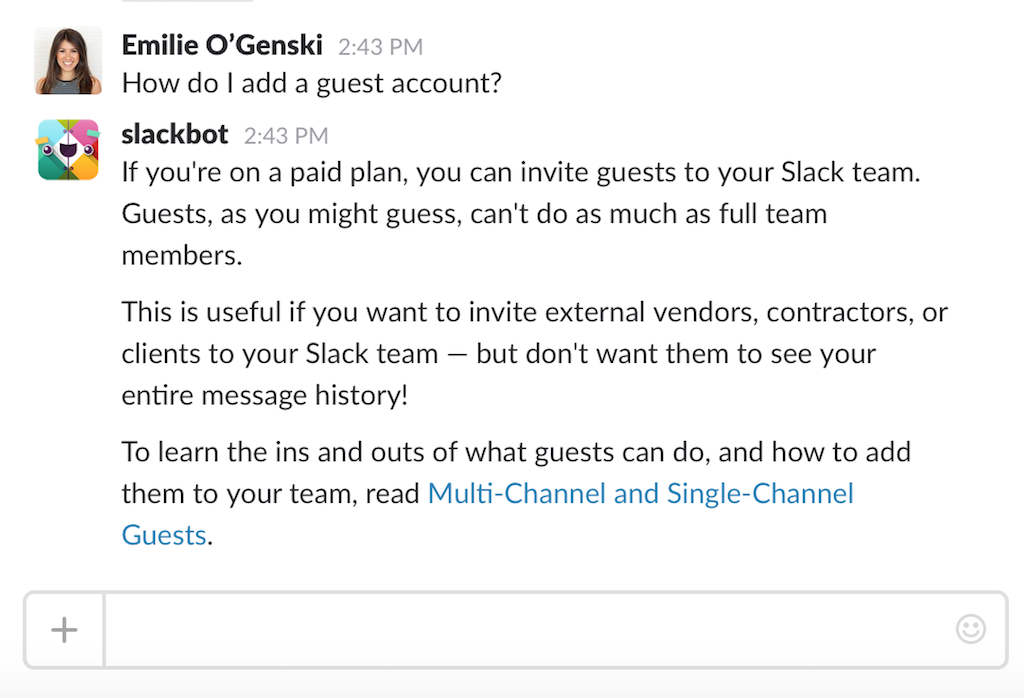 Emilie O’Genski 2:43 PM
How do I add a guest account?
slackbot 2:43 PM
If you're on a paid plan, you can invite guests to your Slack team.
Guests, as you might guess, can't do as much as full team
members.
This is useful if you want to invite external vendors, contractors, or
clients to your Slack team — but don't want them to see your
entire message history!
To learn the ins and outs of what guests can do, and how to add
them to your team, read Multi-Channel and Single-Channel
Guests.